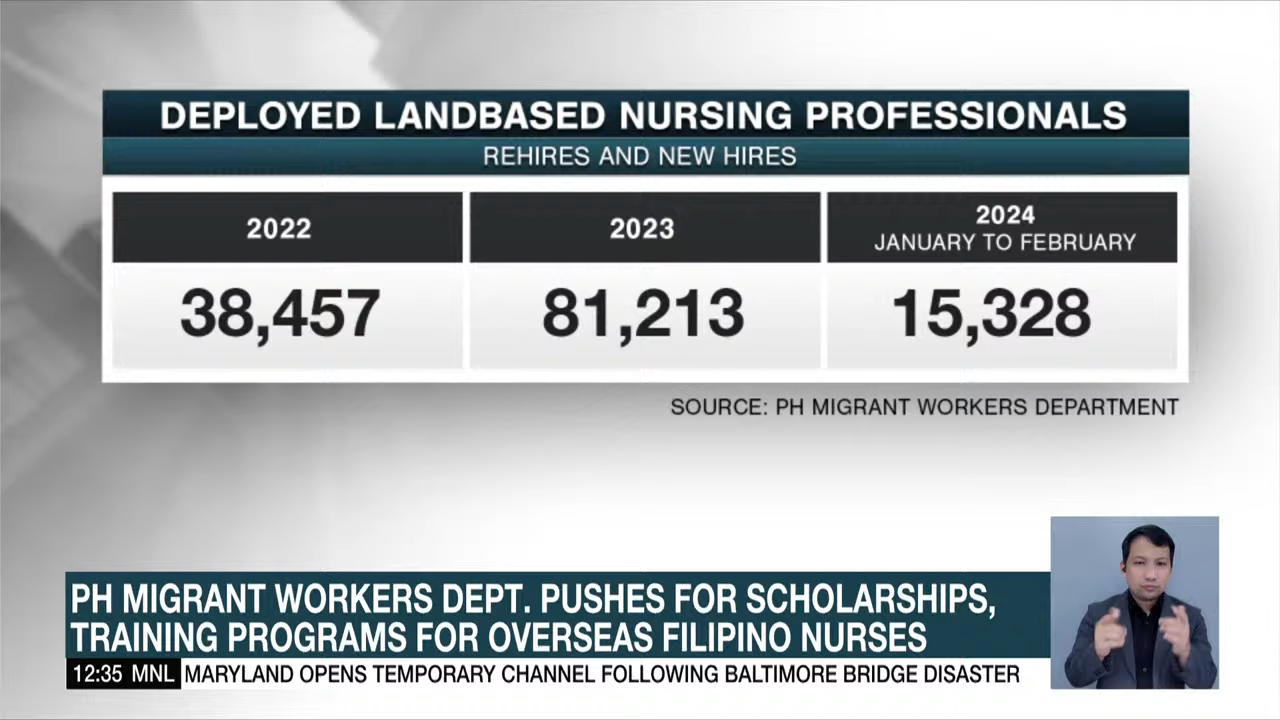 DEPLOYED LANDBASED NURSING PROFESSIONALS
REHIRES AND NEW HIRES
2022
2023
2024
JANUARY TO FEBRUARY
38,457
81,213
15,328
SOURCE: PH MIGRANT WORKERS DEPARTMENT
PH MIGRANT WORKERS DEPT. PUSHES FOR SCHOLARSHIPS,
TRAINING PROGRAMS FOR OVERSEAS FILIPINO NURSES
12:35 MNL MARYLAND OPENS TEMPORARY CHANNEL FOLLOWING BALTIMORE BRIDGE DISASTER